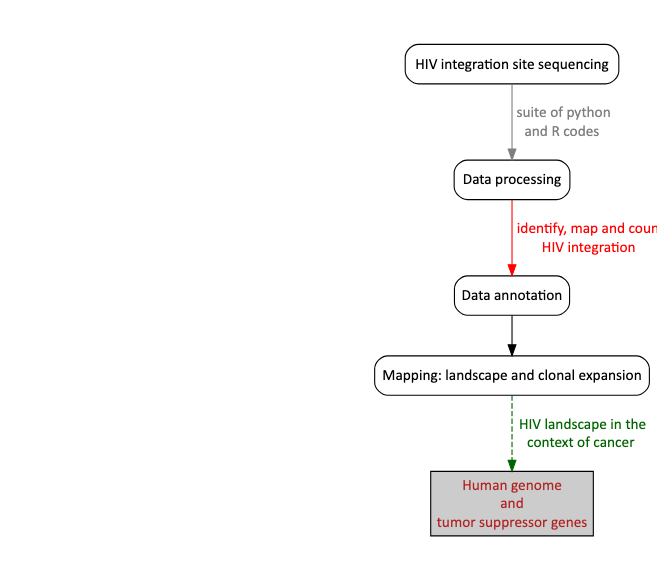 HIV integration site sequencing
suite of python
and R codes
Data processing
identify, map and coun
HIV integration
Data annotation
Mapping: landscape and clonal expansion
HIV landscape in the
context of cancer
Human genome
and
tumor suppressor genes